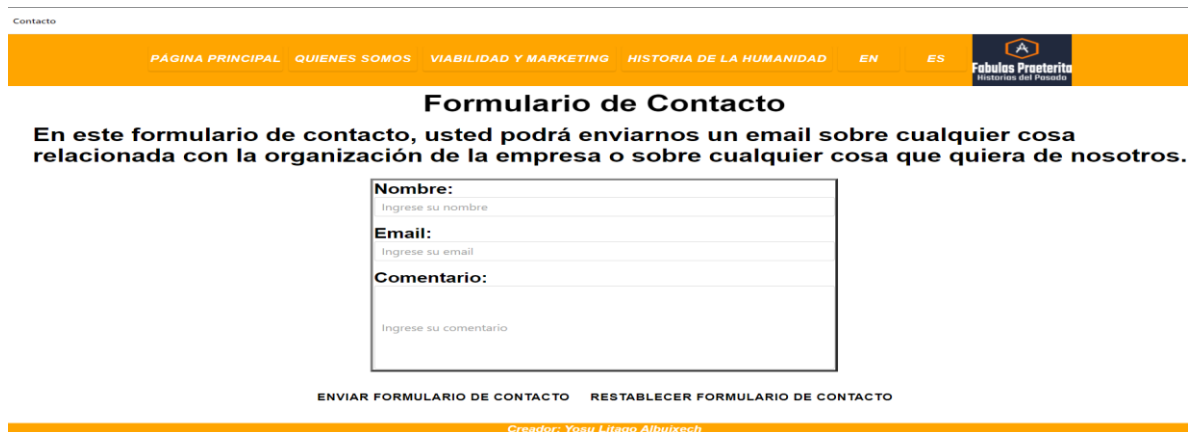 Contacto
PÁGINA PRINCIPAL QUIENES SOMOS VIABILIDAD Y MARKETING HISTORIA DE LA HUMANIDAD EN ES
Fabulas Praeterita
Historias del Pasado
Formulario de Contacto
En este formulario de contacto, usted podrá enviarnos un email sobre cualquier cosa
relacionada con la organización de la empresa o sobre cualquier cosa que quiera de nosotros.
Nombre:
Ingrese su nombre
Email:
Ingrese su email
Comentario:
Ingrese su comentario
ENVIAR FORMULARIO DE CONTACTO RESTABLECER FORMULARIO DE CONTACTO
Creador: Yosu Litago Albuixech